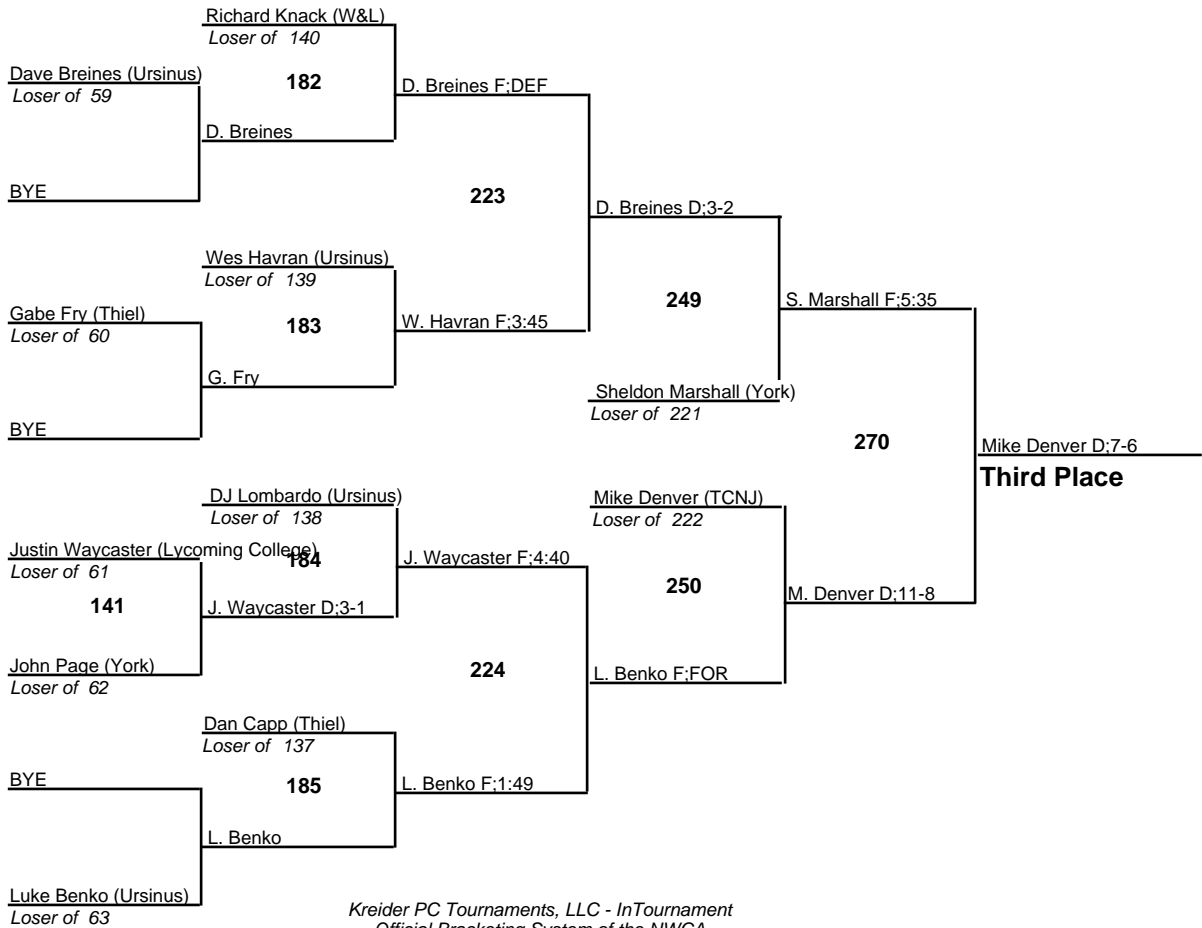 Richard Knack (W&L)
Loser of 140
Dave Breines (Ursinus)
Loser of 59
182
D. Breines F;DEF
D. Breines
BYE
223
D. Breines D;3-2
Wes Havran (Ursinus)
Loser of 139
Gabe Fry (Thiel)
Loser of 60
183
W. Havran F;3:45
249
S. Marshall F;5:35
G. Fry
Sheldon Marshall (York)
Loser of 221
BYE
270
Mike Denver D;7-6
Third Place
DJ Lombardo (Ursinus)
Loser of 138
Mike Denver (TCNJ)
Loser of 222
Justin Waycaster (Lycoming College)
Loser of 61
184
J. Waycaster F;4:40
141
J. Waycaster D;3-1
250
M. Denver D;11-8
John Page (York)
Loser of 62
224
L. Benko F;FOR
Dan Capp (Thiel)
Loser of 137
BYE
185
L. Benko F;1:49
L. Benko
Luke Benko (Ursinus)
Loser of 63
Kreider PC Tournaments, LLC - InTournament
Official Bracketing System of the NWCA